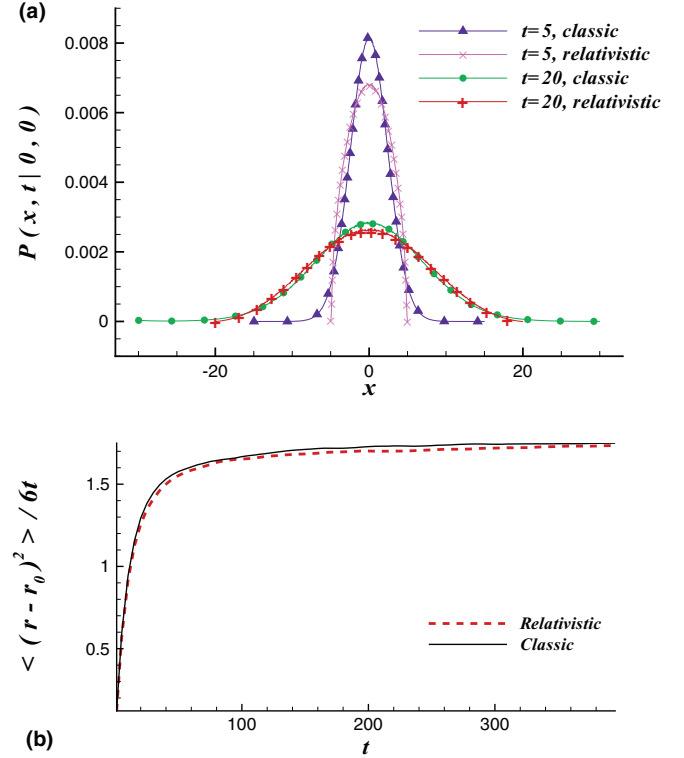 (a)
t=5, classic
t=5, relativistic
t=20, classic
t=20, relativistic
P(x,t|0,0)
0.008
0.006
0.004
0.002
0
-20
0
20
x
<(r-r₀)²>/6t
1.5
1
0.5
Relativistic
Classic
100
200
300
t
(b)